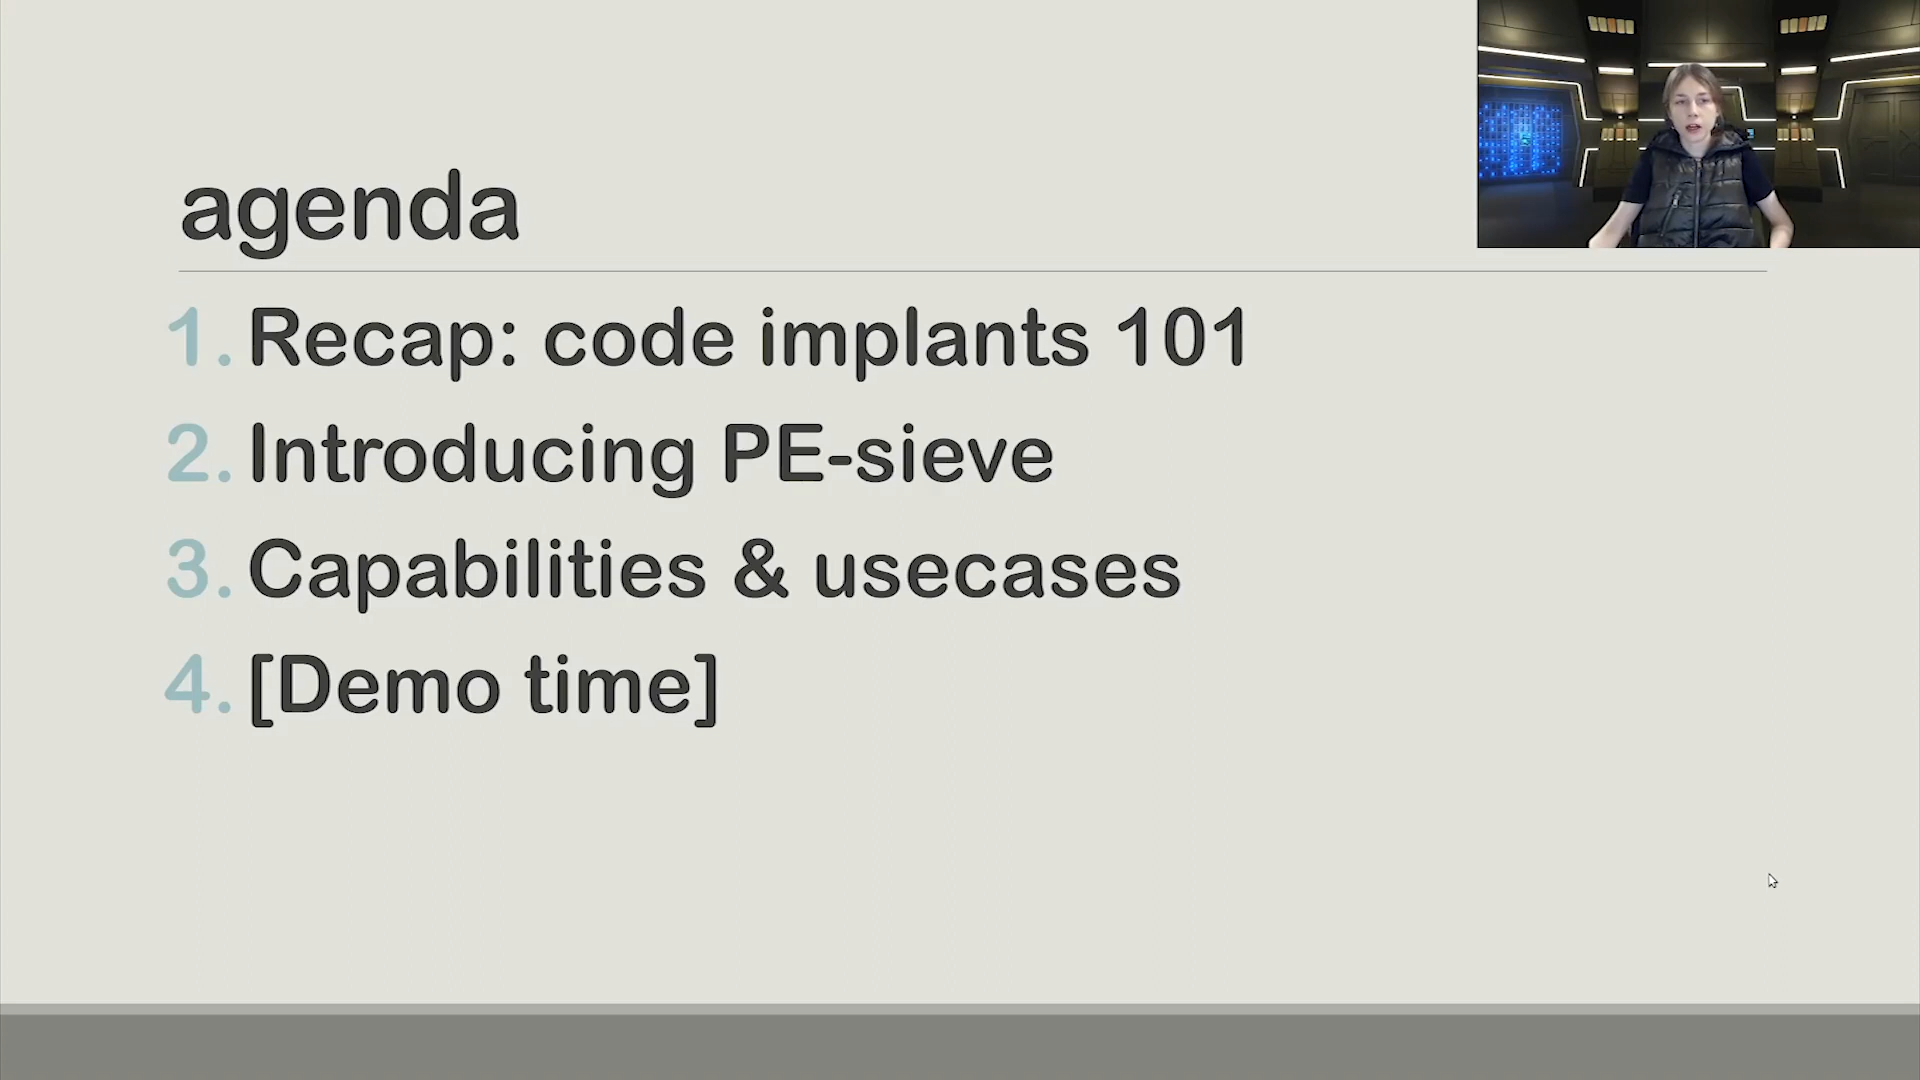 agenda
1. Recap: code implants 101
2. Introducing PE-sieve
3. Capabilities & usecases
4. [Demo time]